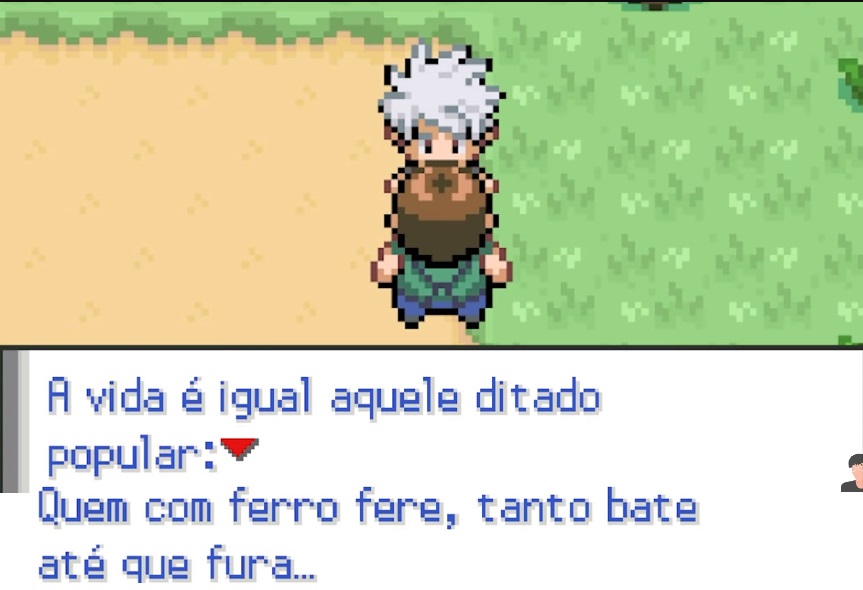 A vida é igual aquele ditado
popular:
Quem com ferro fere, tanto bate
até que fura...